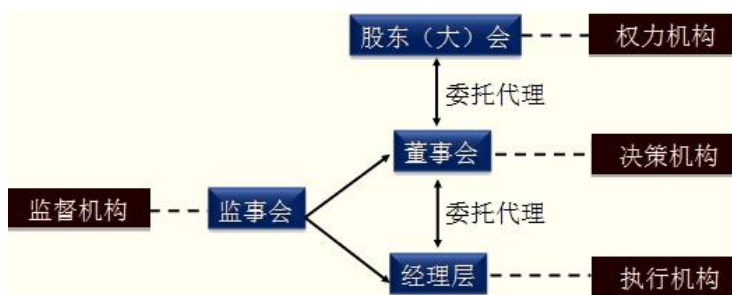 股东（大）会
权力机构
委托代理
董事会
决策机构
监督机构
监事会
委托代理
经理层
执行机构